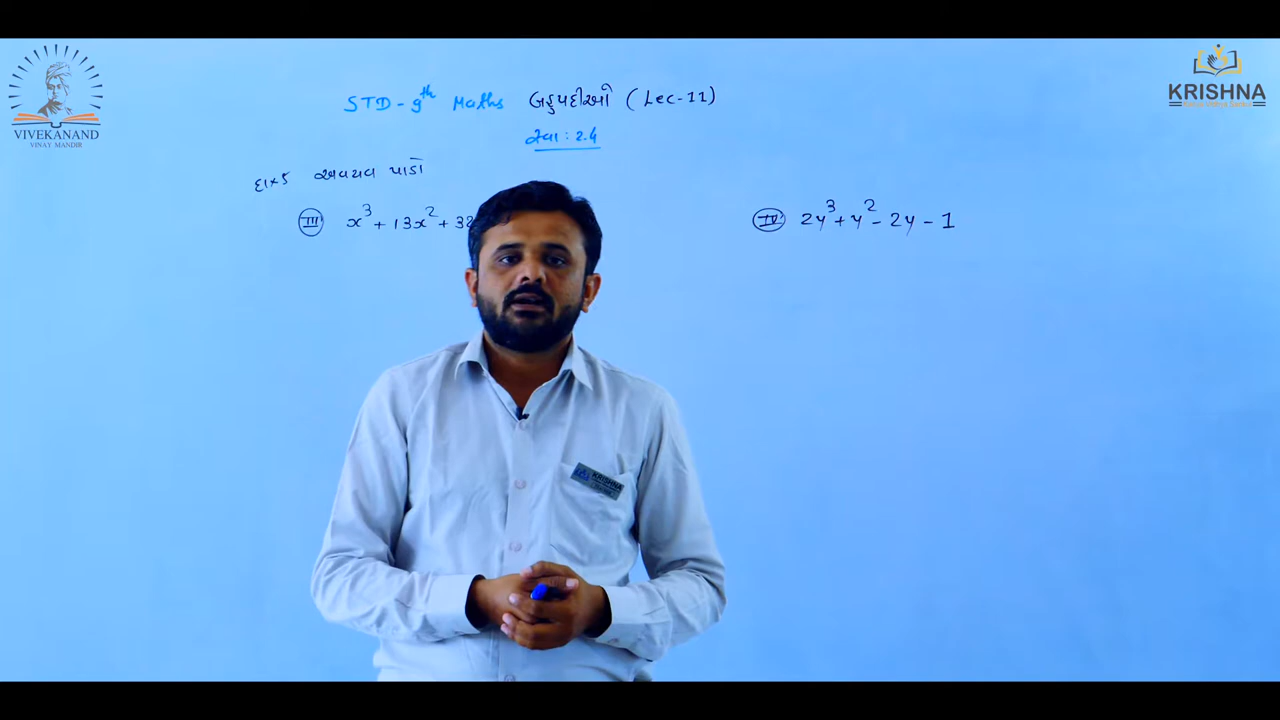 VIVEKANAND
VINAY MANDIR
KRISHNA
STD - 9th Maths બહુપદીઓ (Lec-11)
સ્વા : 2.4
દા*5 અવયવ પાડો
III x³ + 13x² + 32
IV 2y³ + y² - 2y - 1
KRISHNA